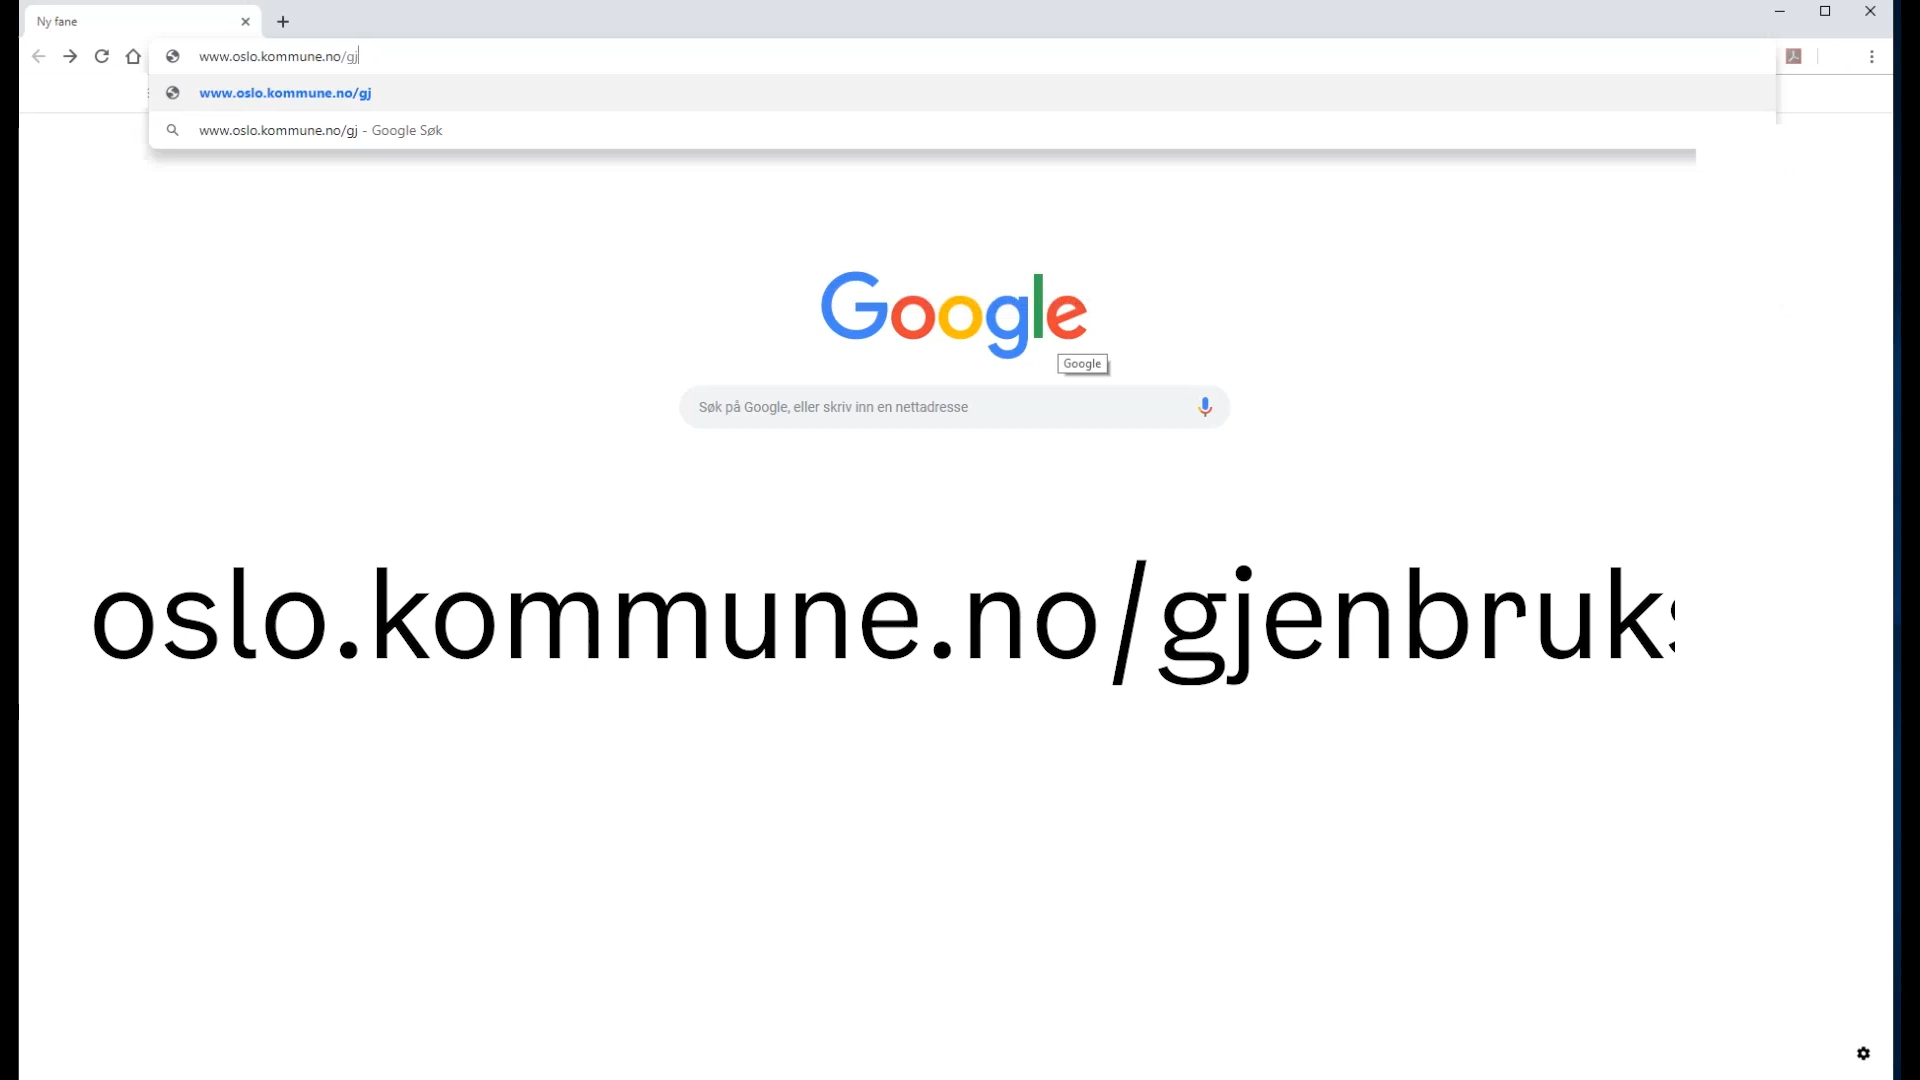 Ny fane
www.oslo.kommune.no/gj
www.oslo.kommune.no/gj
www.oslo.kommune.no/gj - Google Søk
Google
Google
Søk på Google, eller skriv inn en nettadresse
oslo.kommune.no/gjenbruks